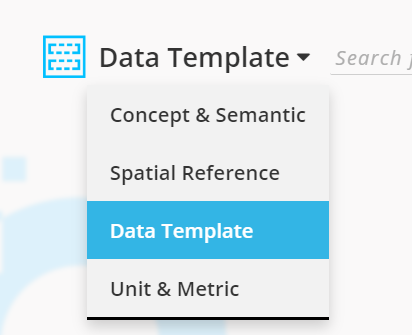 Data Template
Search
Concept & Semantic
Spatial Reference
Data Template
Unit & Metric